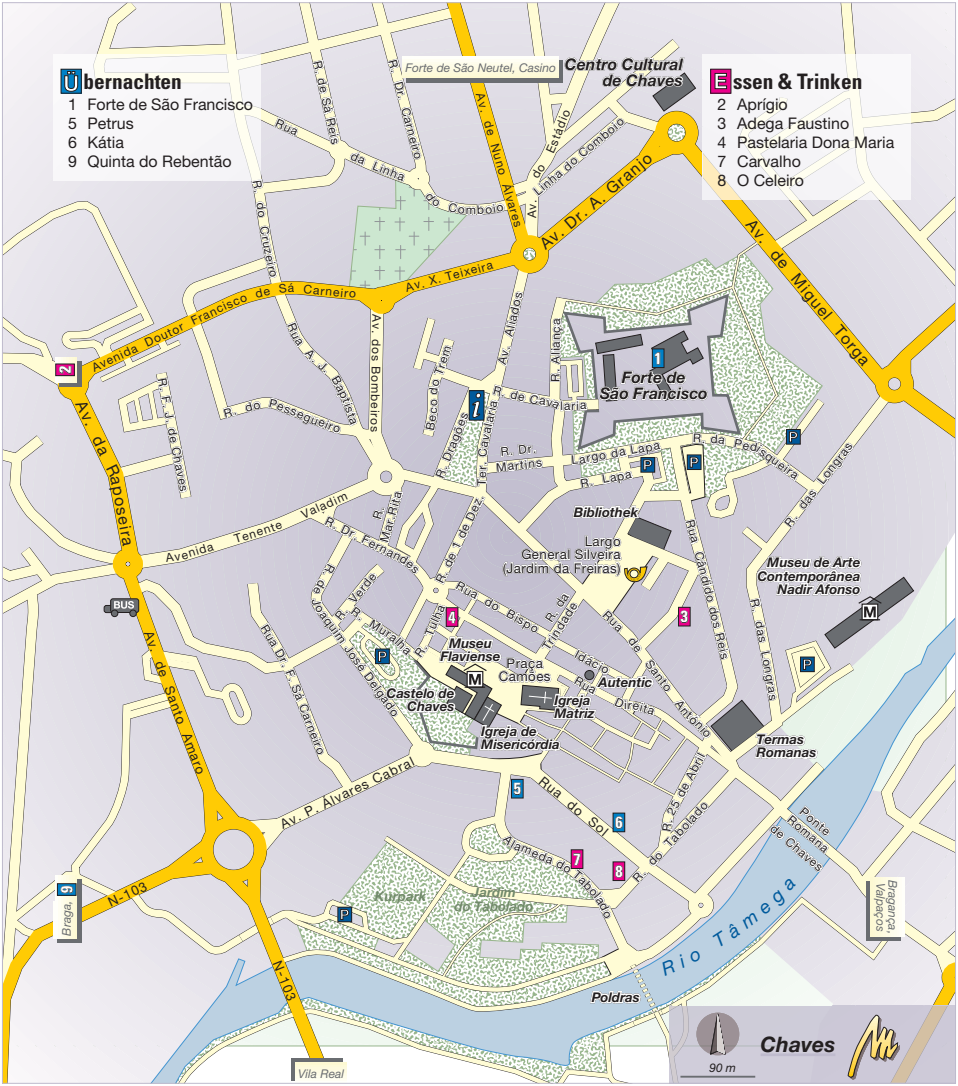 Übernachten
1 Forte de São Francisco
5 Petrus
6 Kátia
9 Quinta do Rebentão
Essen & Trinken
2 Aprígio
3 Adega Faustino
4 Pastelaria Dona Maria
7 Carvalho
8 O Celeiro
Forte de São Neutel, Casino
Centro Cultural
de Chaves
R. de Sá Reis
R. Dr. Carneiro
Av. de Nuno Álvares
Av. do Estádio
Rua da Linha do Comboio
Linha do Comboio
Av. Dr. A. Granjo
Av. de Miguel Torga
R. do Cruzeiro
Av. X. Teixeira
Avenida Doutor Francisco de Sá Carneiro
Av. dos Bombeiros
Rua A. J. Baptista
Av. Aliados
R. Aliança
Beco do Trem
1
Forte de
São Francisco
2
R. F. J. de Chaves
R. do Pessegueiro
i
R. de Cavalaria
R. Dragões
Ter. Cavalaria
R. Dr.
Martins
Largo da Lapa
R. Lapa
R. da Pedisqueira
P
P
P
R. das Longras
Av. da Raposeira
Avenida Tenente Valadim
R. Mar. Rita
R. de 1 de Dez.
R. Dr. Fernandes
Bibliothek
Largo
General Silveira
(Jardim da Freiras)
Rua Cândido dos Reis
Museu de Arte
Contemporânea
Nadir Afonso
M
BUS
R. de Joaquim José Delgado
R. Verde
R. Muralha
R. Tulha
4
Rua do Bispo Idácio
R. da Trindade
3
Rua de Santo António
R. das Longras
P
Rua Dr. F. Sá Carneiro
P
Museu
Flaviense
M
Praça
Camões
Castelo de
Chaves
Igreja
Matriz
Autentic
Rua Direita
Igreja de
Misericórdia
Termas
Romanas
Av. de Santo Amaro
Av. P. Álvares Cabral
5
Rua do Sol
6
R. 25 de Abril
R. do Tabolado
Ponte
Romana
de Chaves
Alameda do Tabolado
7
8
N-103
9
Braga,
Kurpark
Jardim
do Tabolado
P
Bragança,
Valpaços
Rio Tâmega
N-103
Poldras
Vila Real
90 m
Chaves